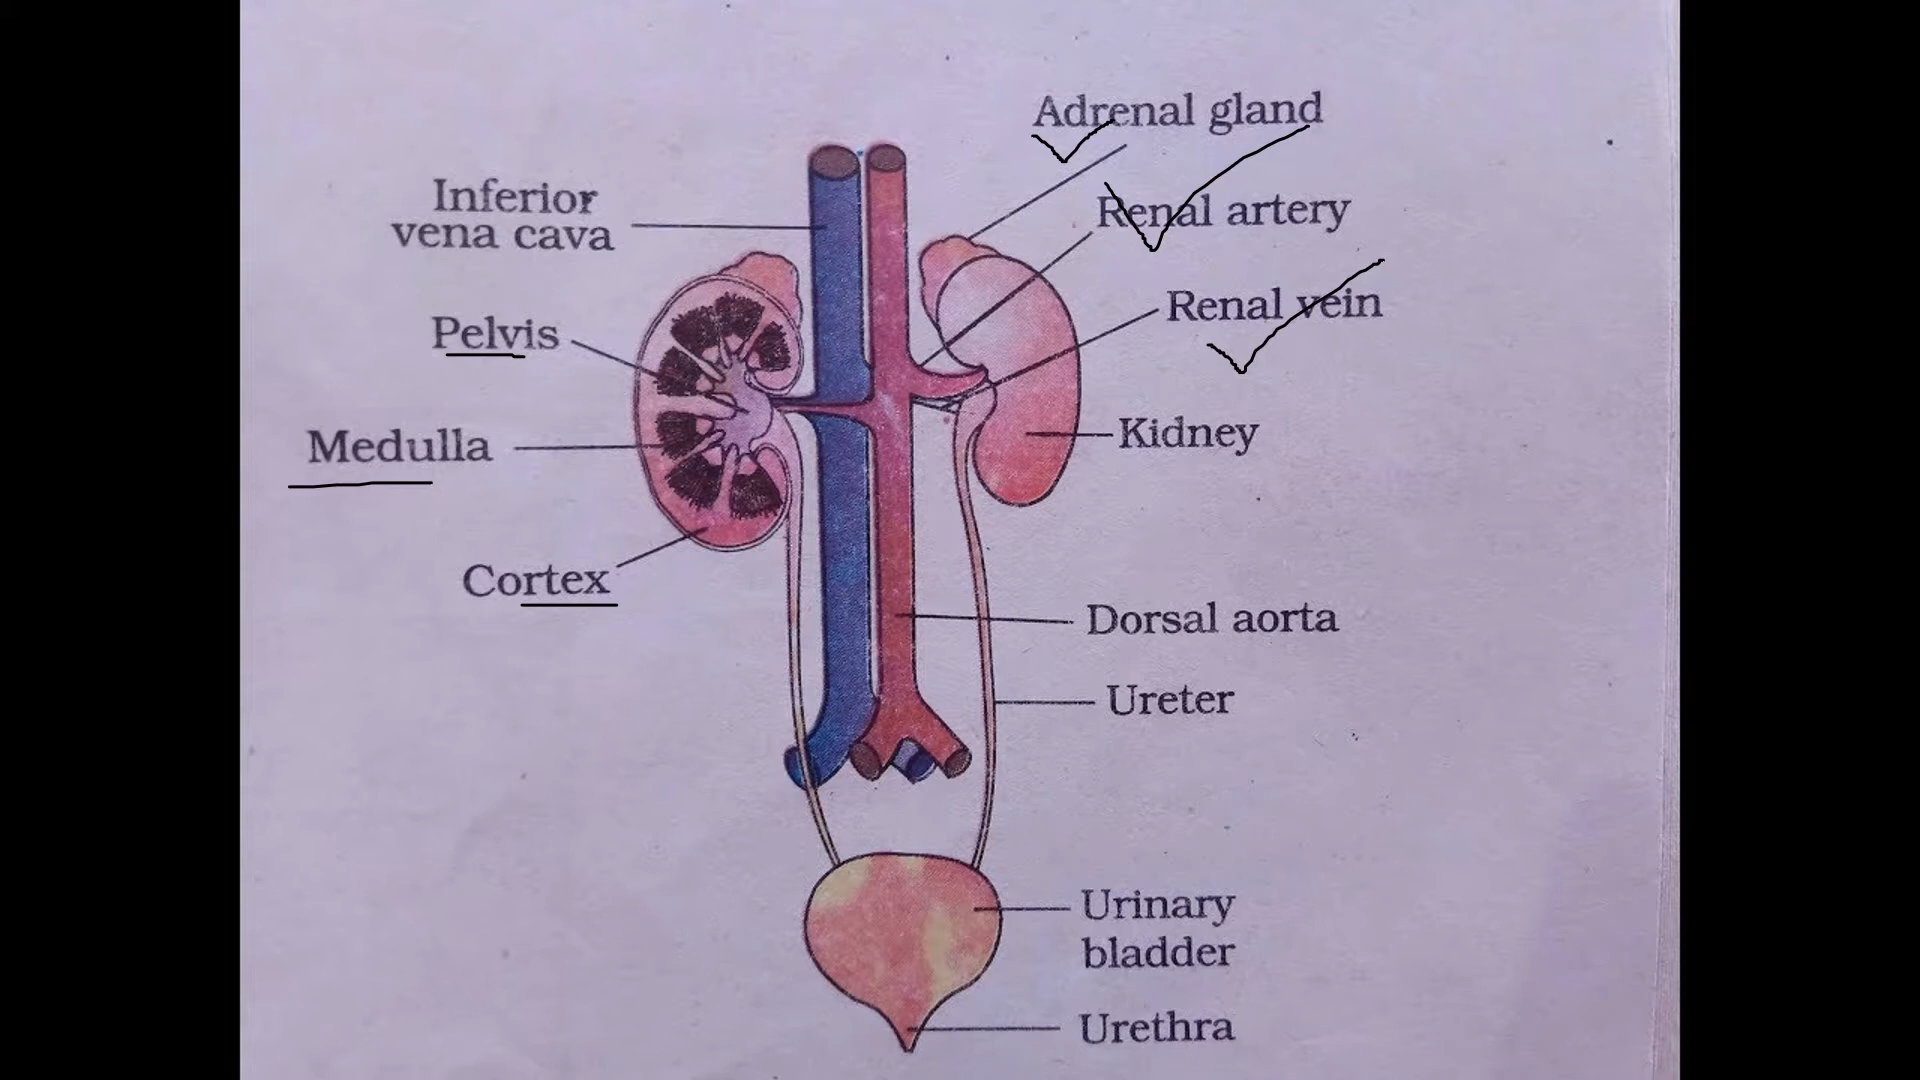 Adrenal gland
Inferior
vena cava
Renal artery
Renal vein
Pelvis
Medulla
Kidney
Cortex
Dorsal aorta
Ureter
Urinary
bladder
Urethra